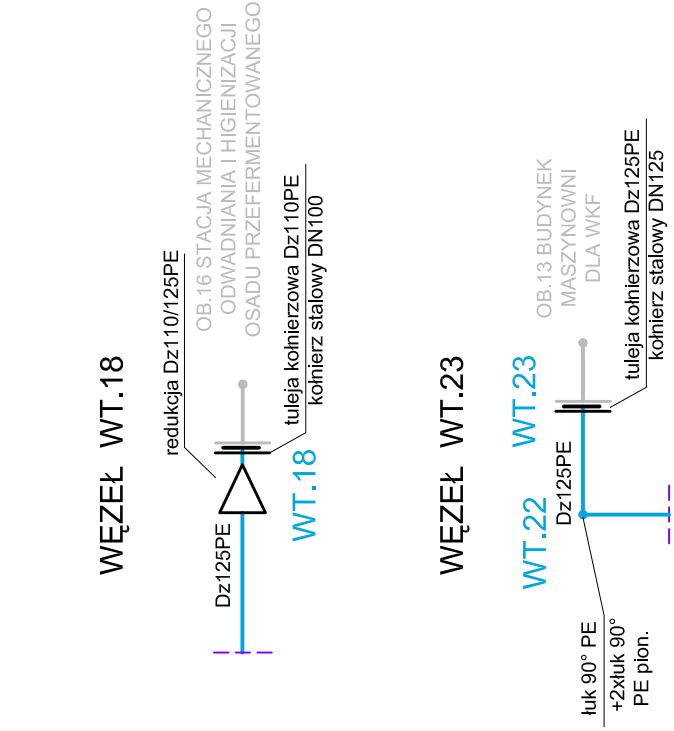 WĘZEŁ WT.18
redukcja Dz110/125PE
OB.16 STACJA MECHANICZNEGO
ODWADNIANIA I HIGIENIZACJI
OSADU PRZEFERMENTOWANEGO
Dz125PE
tuleja kołnierzowa Dz110PE
kołnierz stalowy DN100
WT.18
WĘZEŁ WT.23
WT.22
WT.23
OB.13 BUDYNEK
MASZYNOWNI
DLA WKF
Dz125PE
tuleja kołnierzowa Dz125PE
kołnierz stalowy DN125
łuk 90° PE
+2xłuk 90°
PE pion.